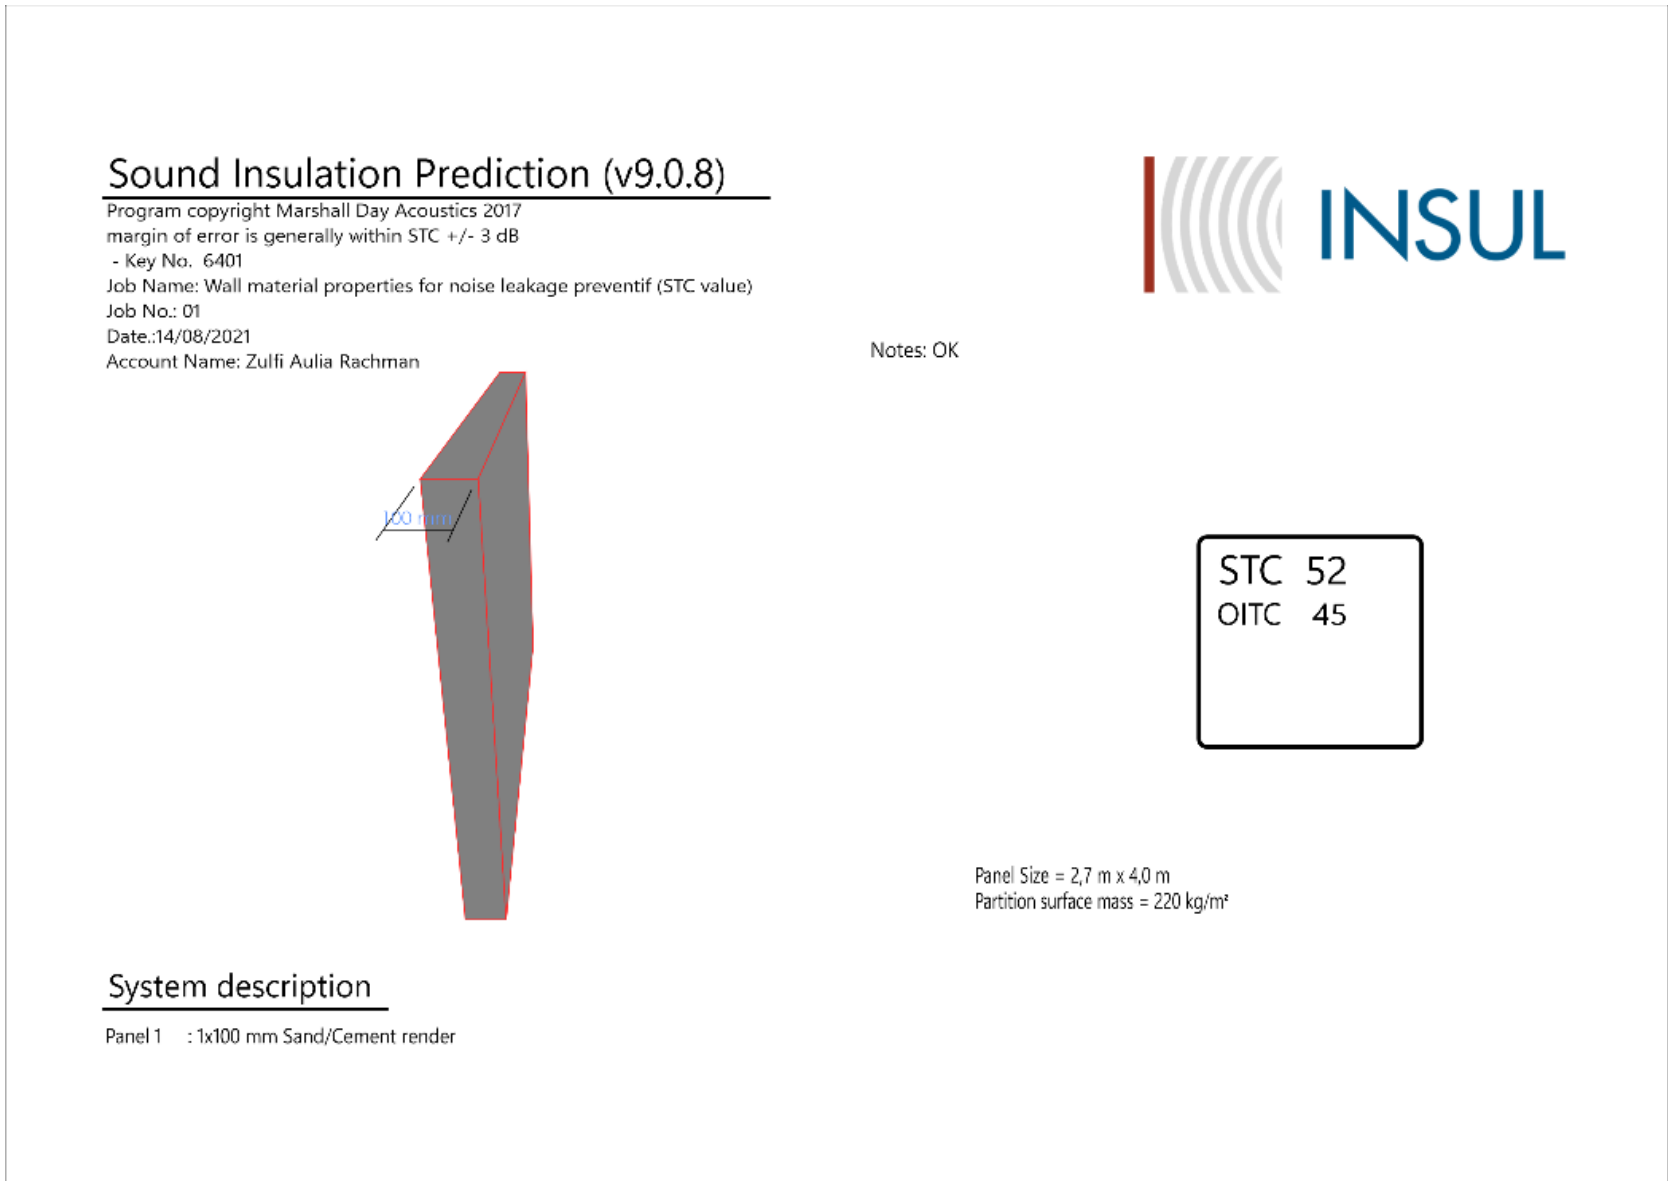 Sound Insulation Prediction (v9.0.8)
Program copyright Marshall Day Acoustics 2017
margin of error is generally within STC +/- 3 dB
- Key No. 6401
Job Name: Wall material properties for noise leakage preventif (STC value)
Job No.: 01
Date.:14/08/2021
Account Name: Zulfi Aulia Rachman
INSUL
Notes: OK
100 mm
STC 52
OITC 45
Panel Size = 2,7 m x 4,0 m
Partition surface mass = 220 kg/m²
System description
Panel 1 : 1x100 mm Sand/Cement render